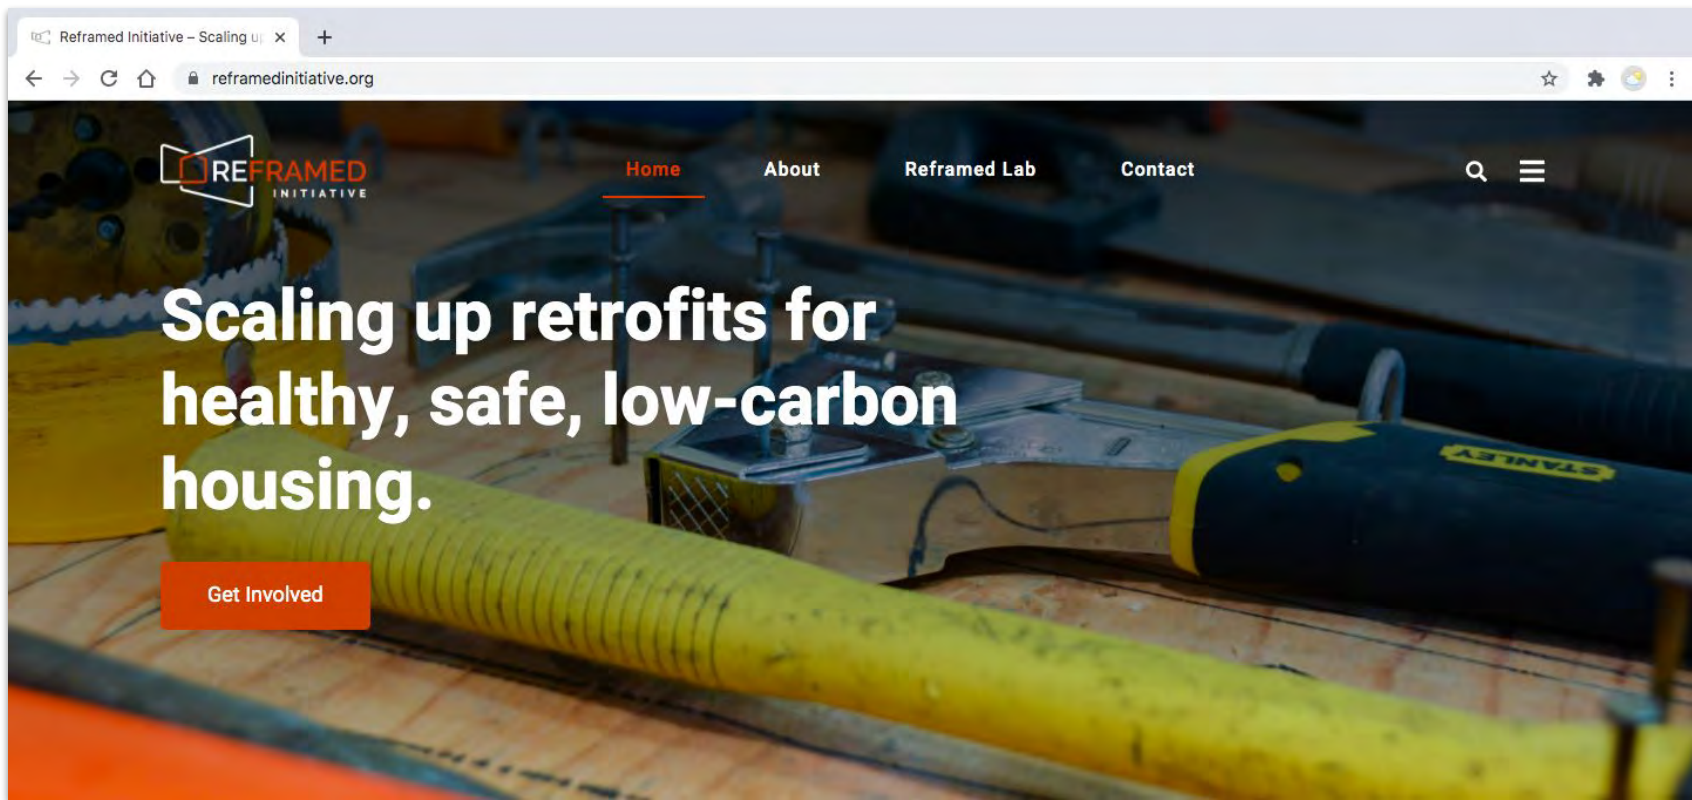 Reframed Initiative – Scaling u
reframedinitiative.org
REFRAMED
INITIATIVE
Home
About
Reframed Lab
Contact
Scaling up retrofits for
healthy, safe, low-carbon
housing.
STANLEY
Get Involved